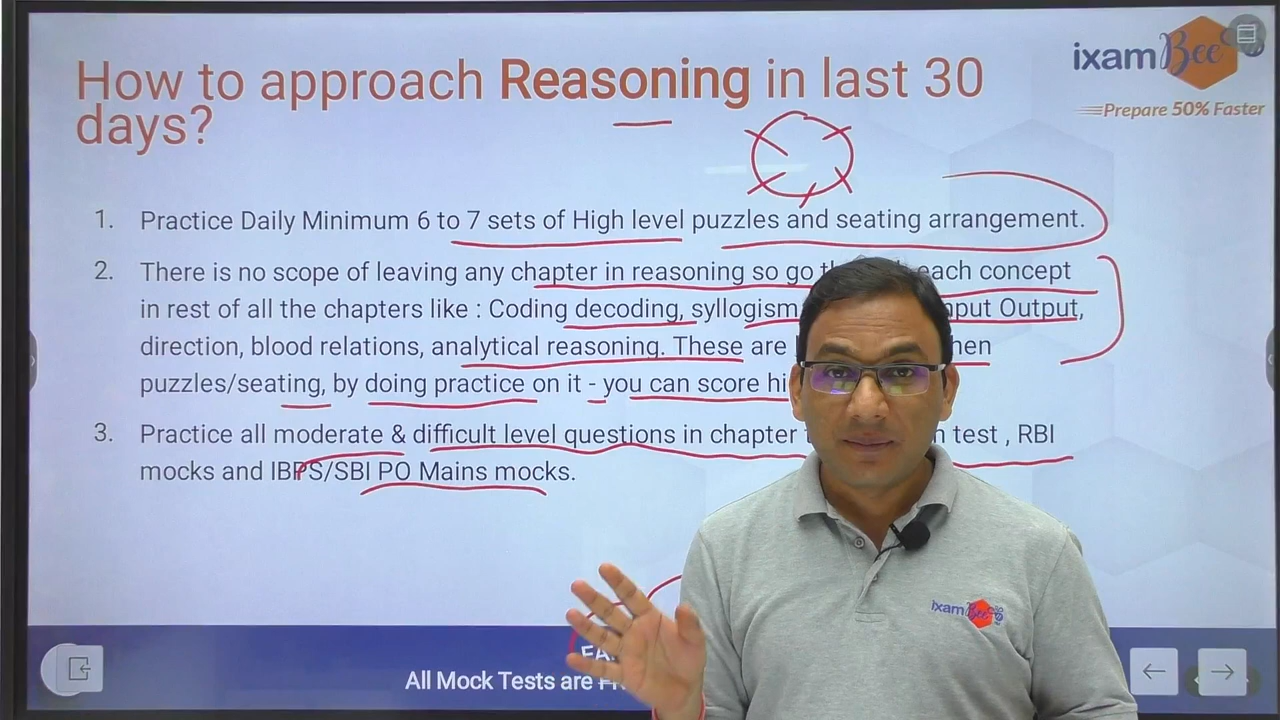 ixamBee
Prepare 50% Faster
How to approach Reasoning in last 30
days?
1. Practice Daily Minimum 6 to 7 sets of High level puzzles and seating arrangement.
2. There is no scope of leaving any chapter in reasoning so go each concept
in rest of all the chapters like : Coding decoding, syllogism Input Output,
direction, blood relations, analytical reasoning. These are
puzzles/seating, by doing practice on it - you can score
3. Practice all moderate & difficult level questions in chapter test , RBI
mocks and IBPS/SBI PO Mains mocks.
ixamBee
All Mock Tests are